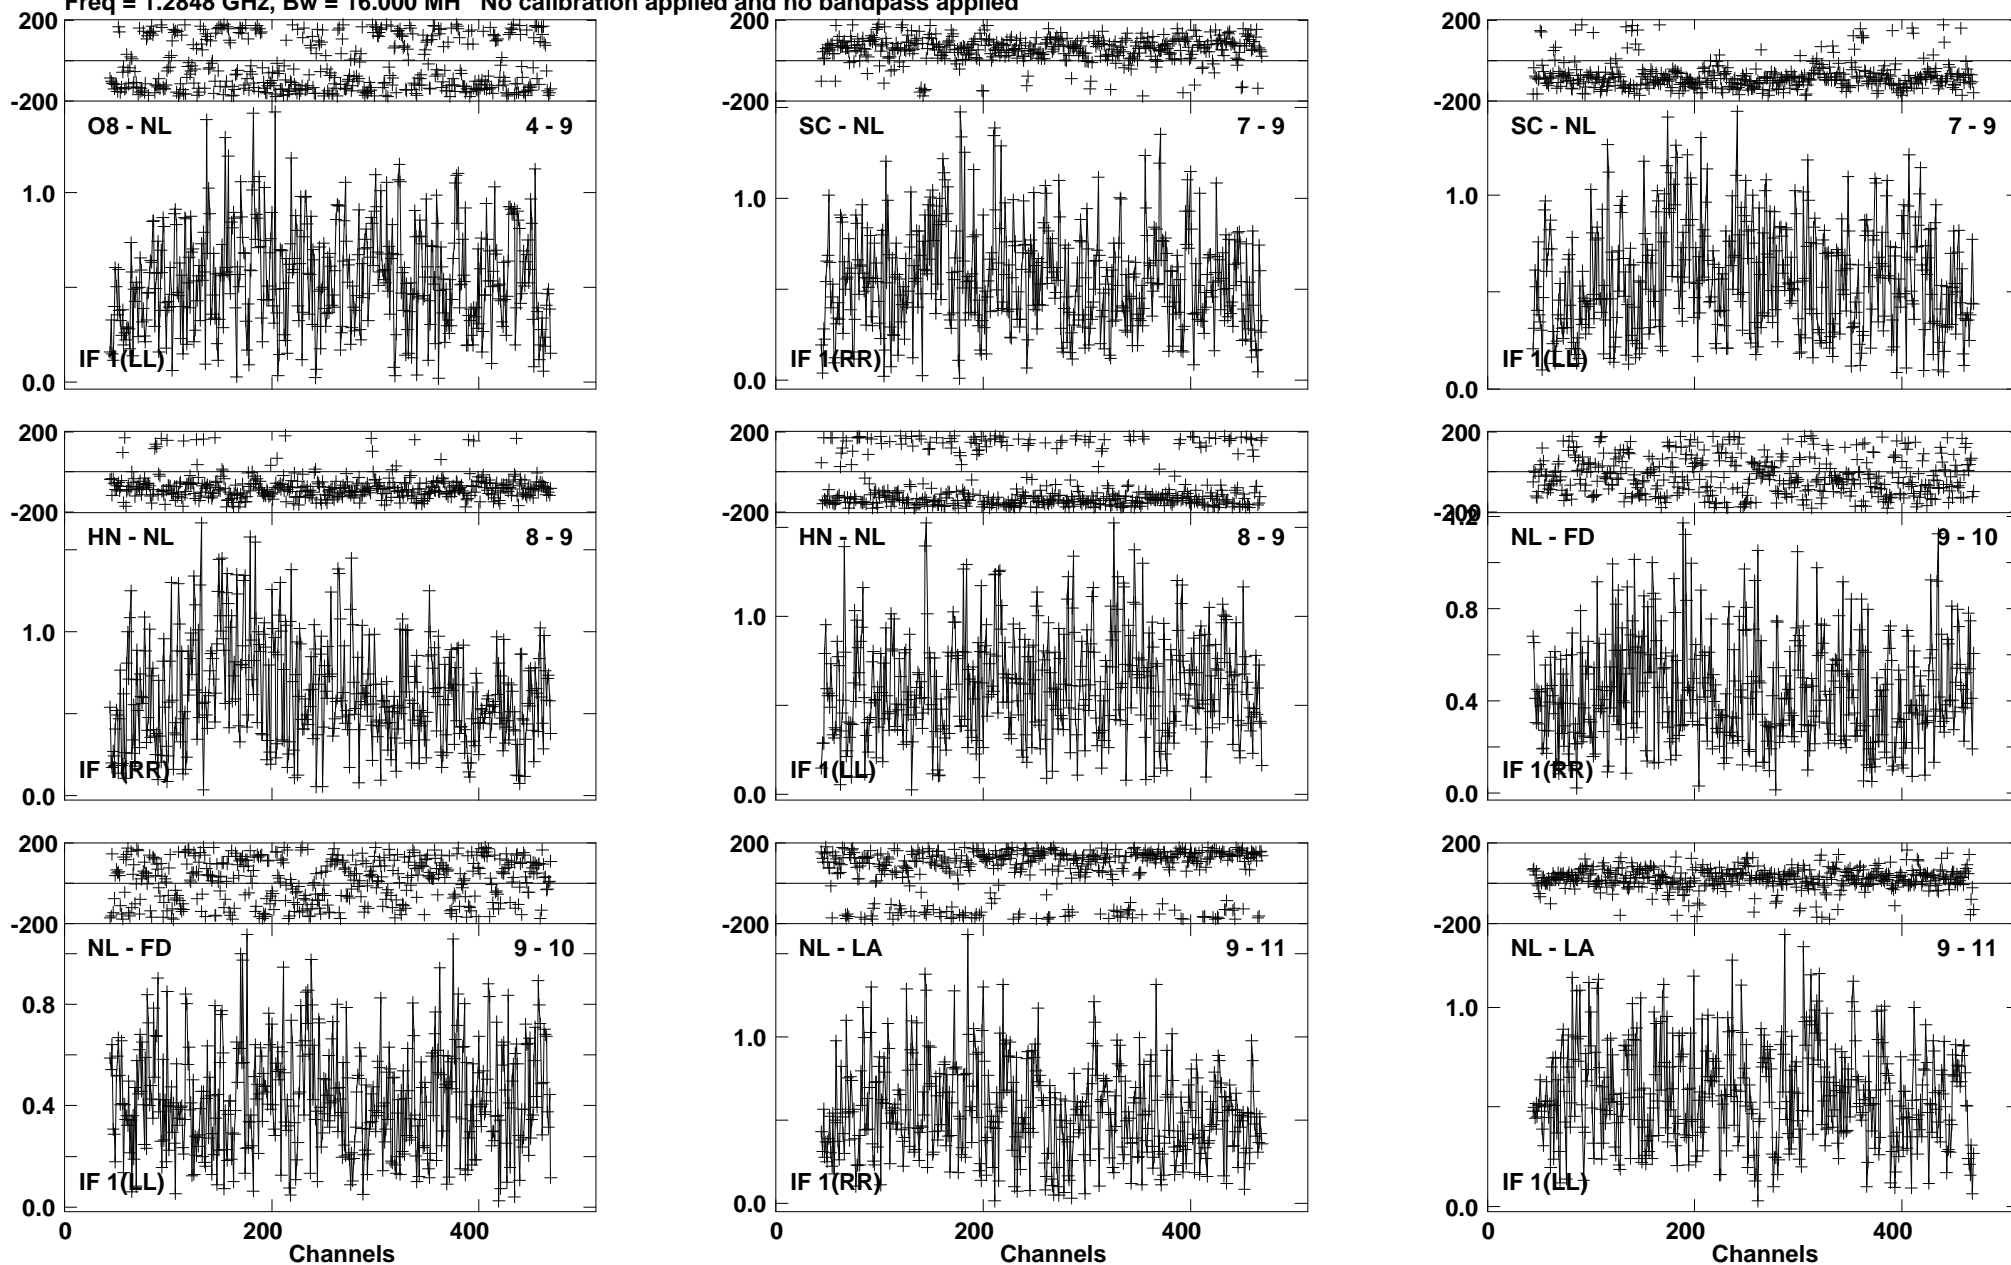 Freq = 1.2848 GHz, Bw = 16.000 MH No calibration applied and no bandpass applied
200
-200
O8 - NL 4 - 9
1.0
0.0
IF 1(LL)
200
-200
SC - NL 7 - 9
1.0
0.0
IF 1(RR)
200
-200
SC - NL 7 - 9
1.0
0.0
IF 1(LL)
200
-200
HN - NL 8 - 9
1.0
0.0
IF 1(RR)
200
-200
HN - NL 8 - 9
1.0
0.0
IF 1(LL)
200
-200
1.2
NL - FD 9 - 10
0.8
0.4
0.0
IF 1(RR)
200
-200
NL - FD 9 - 10
0.8
0.4
0.0
IF 1(LL)
0 200 400
Channels
200
-200
NL - LA 9 - 11
1.0
0.0
IF 1(RR)
0 200 400
Channels
200
-200
NL - LA 9 - 11
1.0
0.0
IF 1(LL)
0 200 400
Channels